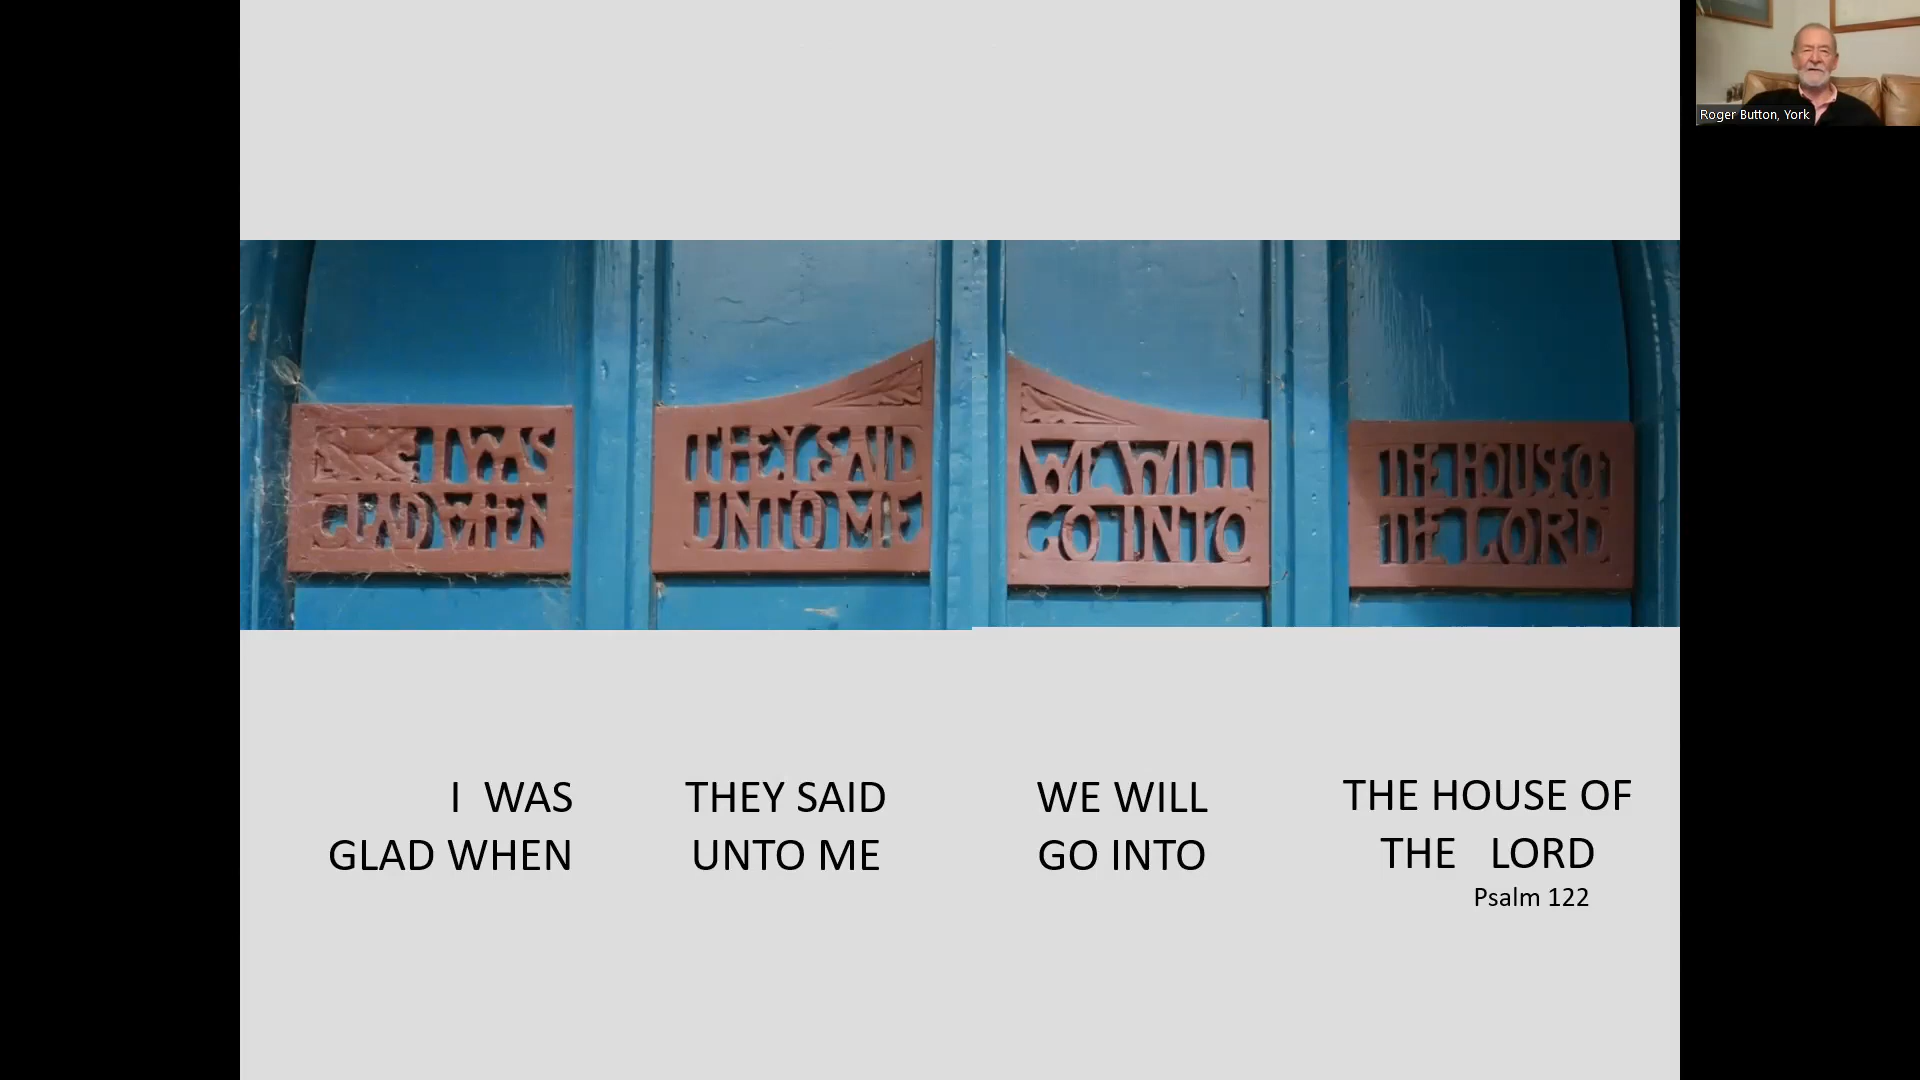 Roger Button, York
I WAS
GLAD WHEN
THEY SAID
UNTO ME
WE WILL
GO INTO
THE HOUSE OF
THE LORD
I WAS
GLAD WHEN
THEY SAID
UNTO ME
WE WILL
GO INTO
THE HOUSE OF
THE LORD
Psalm 122